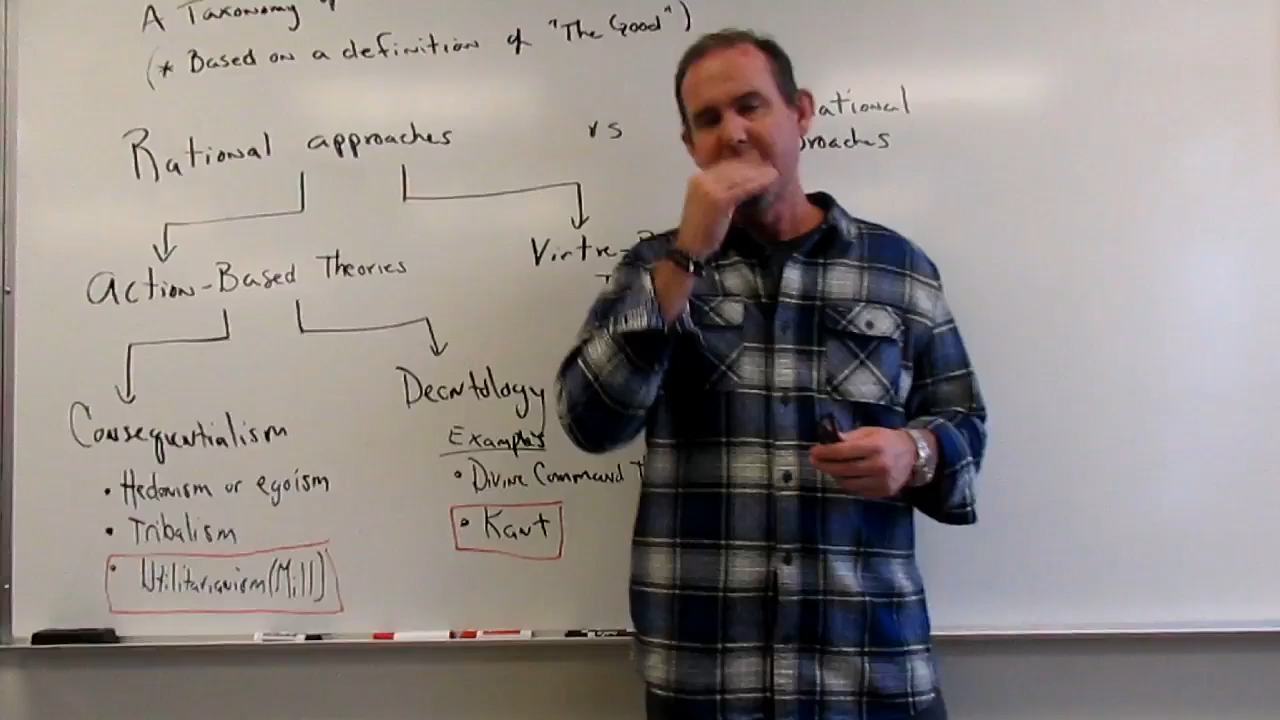 A Taxonomy
(* Based on a definition of "The Good")
Rational approaches vs ational
roaches
Action-Based Theories
Virtue-B
T
Consequentialism
• Hedonism or egoism
• Tribalism
• Utilitarianism (Mill)
Deontology
Examples
• Divine Command T
• Kant